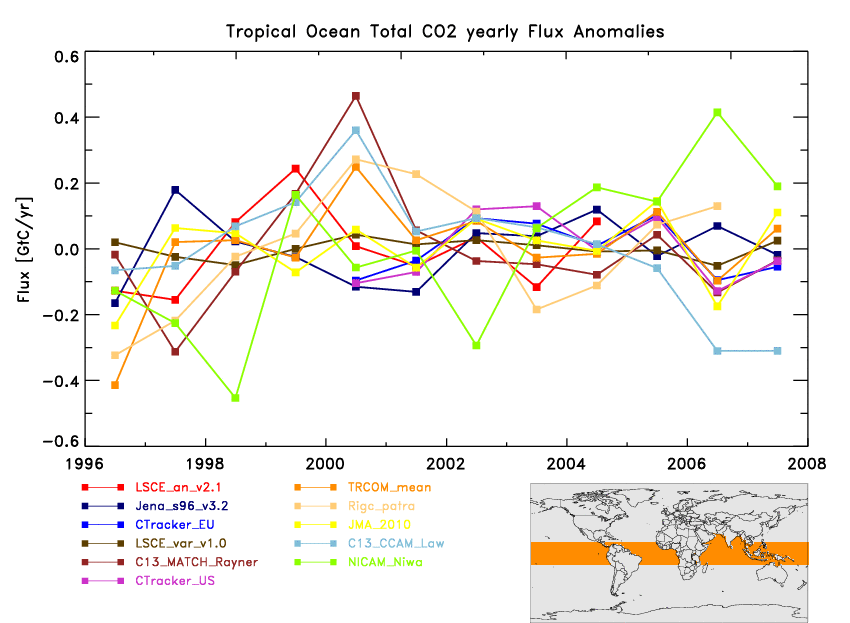 Tropical Ocean Total CO2 yearly Flux Anomalies
0.6
0.4
0.2
0.0
−0.2
−0.4
−0.6
Flux [GtC/yr]
1996 1998 2000 2002 2004 2006 2008
LSCE_an_v2.1
Jena_s96_v3.2
CTracker_EU
LSCE_var_v1.0
C13_MATCH_Rayner
CTracker_US
TRCOM_mean
Rigc_patra
JMA_2010
C13_CCAM_Law
NICAM_Niwa